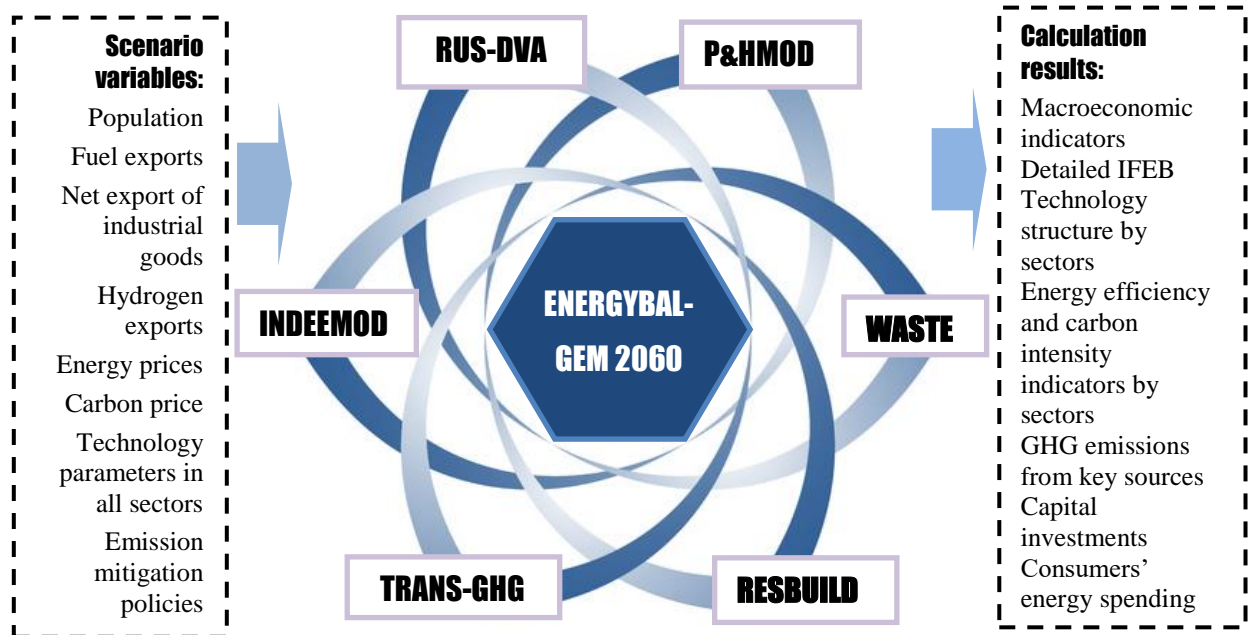 Scenario
variables:
Population
Fuel exports
Net export of
industrial
goods
Hydrogen
exports
Energy prices
Carbon price
Technology
parameters in
all sectors
Emission
mitigation
policies
RUS-DVA
P&HMOD
INDEEMOD
ENERGYBAL-
GEM 2060
WASTE
TRANS-GHG
RESBUILD
Calculation
results:
Macroeconomic
indicators
Detailed IFEB
Technology
structure by
sectors
Energy efficiency
and carbon
intensity
indicators by
sectors
GHG emissions
from key sources
Capital
investments
Consumers’
energy spending